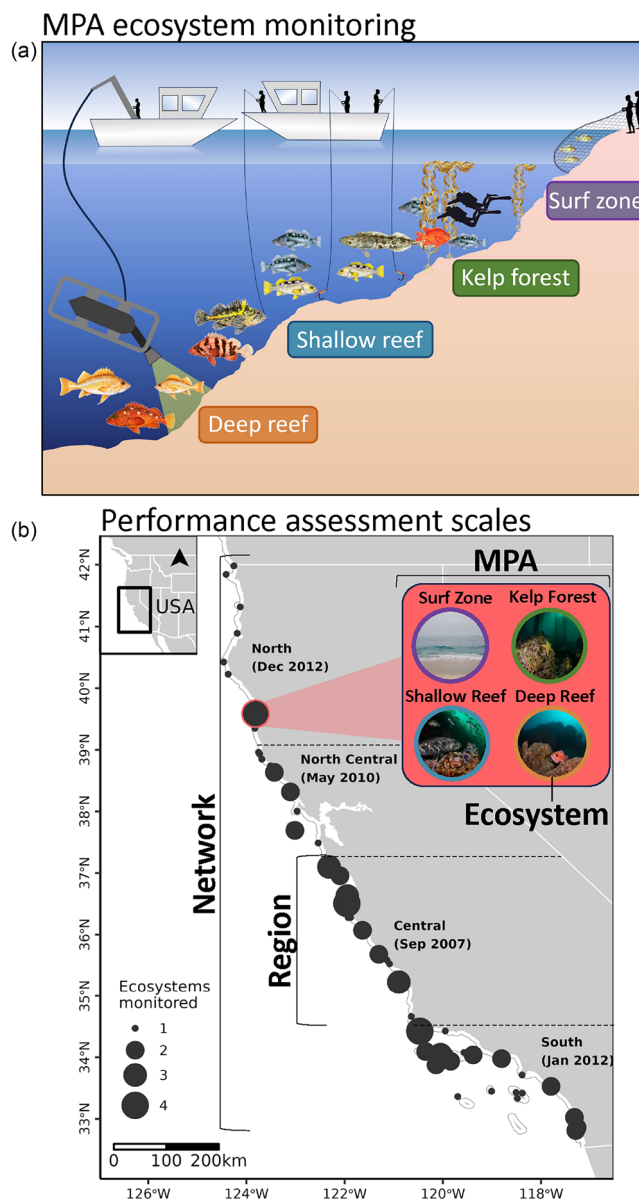 MPA ecosystem monitoring
(a)
Surf zone
Kelp forest
Shallow reef
Deep reef
(b)
Performance assessment scales
42°N
41°N
40°N
39°N
38°N
37°N
36°N
35°N
34°N
33°N
USA
MPA
Surf Zone
Kelp Forest
Shallow Reef
Deep Reef
Ecosystem
North
(Dec 2012)
North Central
(May 2010)
Network
Region
Central
(Sep 2007)
South
(Jan 2012)
Ecosystems
monitored
1
2
3
4
0
100
200km
126°W
124°W
122°W
120°W
118°W